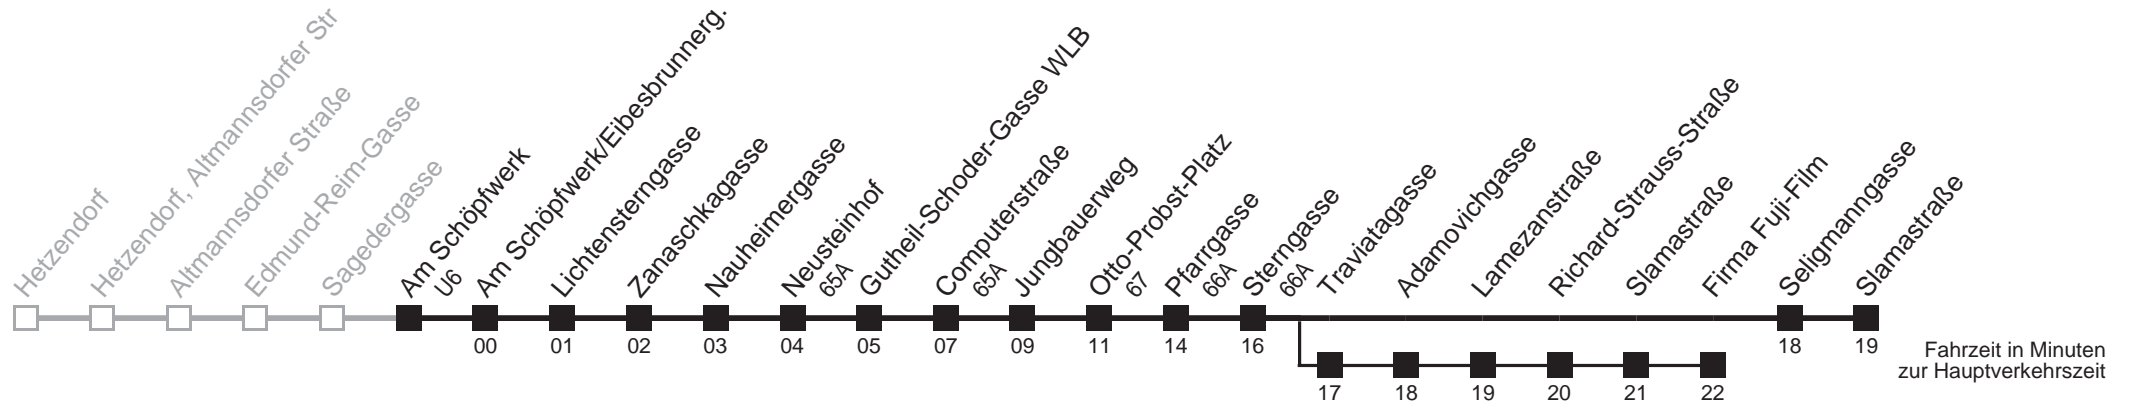 Hetzendorf
Hetzendorf, Altmannsdorfer Str
Altmannsdorfer Straße
Edmund-Reim-Gasse
Sagedergasse
Am Schöpfwerk
U6
Am Schöpfwerk/Eibesbrunnerg.
Lichtensterngasse
Zanaschkagasse
Nauheimergasse
Neusteinhof
65A
Gutheil-Schoder-Gasse WLB
Computerstraße
65A
Jungbauerweg
Otto-Probst-Platz
67
Pfarrgasse
66A
Sterngasse
66A
Traviatagasse
Adamovichgasse
Lamezanstraße
Richard-Strauss-Straße
Slamastraße
Firma Fuji-Film
Seligmanngasse
Slamastraße
00 01 02 03 04 05 07 09 11 14 16 18 19
17 18 19 20 21 22
Fahrzeit in Minuten
zur Hauptverkehrszeit